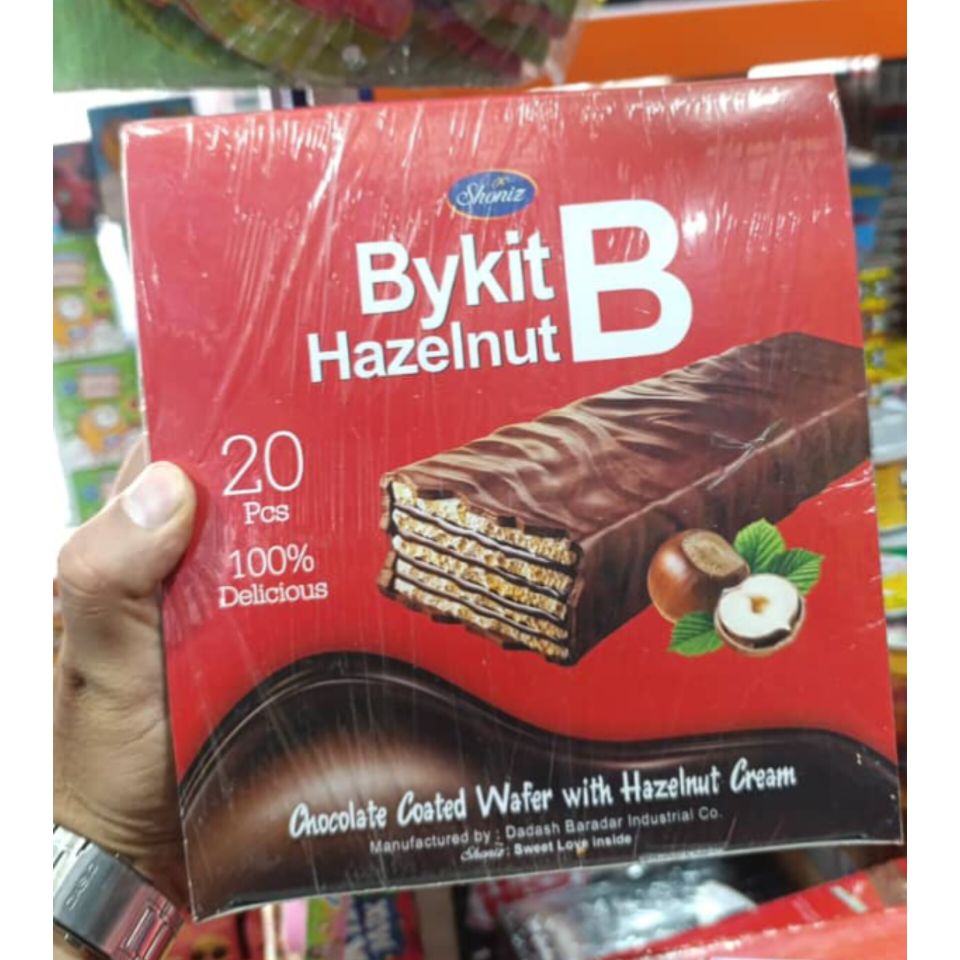 Shoniz
Bykit B
Hazelnut
20
Pcs
100%
Delicious
Chocolate Coated Wafer with Hazelnut Cream
Manufactured by : Dadash Baradar Industrial Co.
Shoniz : Sweet Love Inside
CASIO